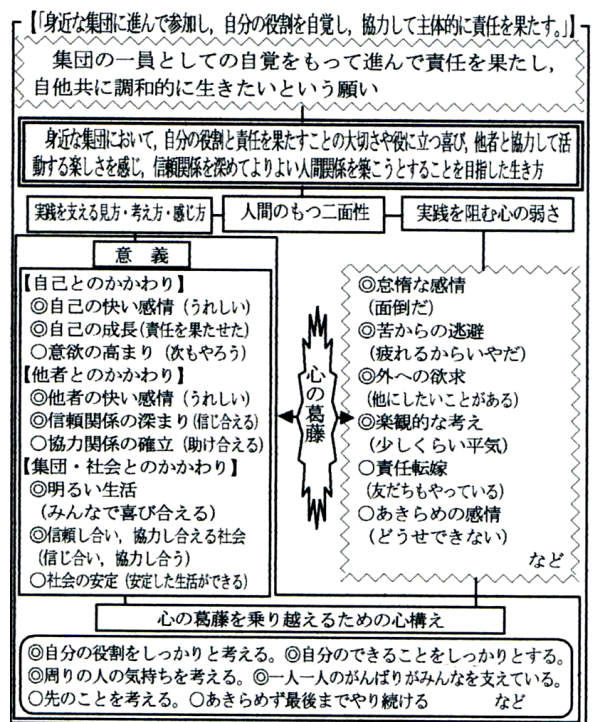 【「身近な集団に進んで参加し，自分の役割を自覚し，協力して主体的に責任を果たす。」】
集団の一員としての自覚をもって進んで責任を果たし，
自他共に調和的に生きたいという願い
身近な集団において，自分の役割と責任を果たすことの大切さや役に立つ喜び，他者と協力して活
動する楽しさを感じ，信頼関係を深めてよりよい人間関係を築こうとすることを目指した生き方
実践を支える見方・考え方・感じ方
人間のもつ二面性
実践を阻む心の弱さ
意 義
【自己とのかかわり】
◎自己の快い感情（うれしい）
◎自己の成長（責任を果たせた）
○意欲の高まり（次もやろう）
【他者とのかかわり】
◎他者の快い感情（うれしい）
◎信頼関係の深まり（信じ合える）
○協力関係の確立（助け合える）
【集団・社会とのかかわり】
◎明るい生活
（みんなで喜び合える）
◎信頼し合い，協力し合える社会
（信じ合い，協力し合う）
○社会の安定（安定した生活ができる）
心の葛藤
◎怠惰な感情
（面倒だ）
◎苦からの逃避
（疲れるからいやだ）
◎外への欲求
（他にしたいことがある）
◎楽観的な考え
（少しくらい平気）
○責任転嫁
（友だちもやっている）
○あきらめの感情
（どうせできない）
など
心の葛藤を乗り越えるための心構え
◎自分の役割をしっかりと考える。◎自分のできることをしっかりとする。
◎周りの人の気持ちを考える。◎一人一人のがんばりがみんなを支えている。
○先のことを考える。○あきらめず最後までやり続ける など